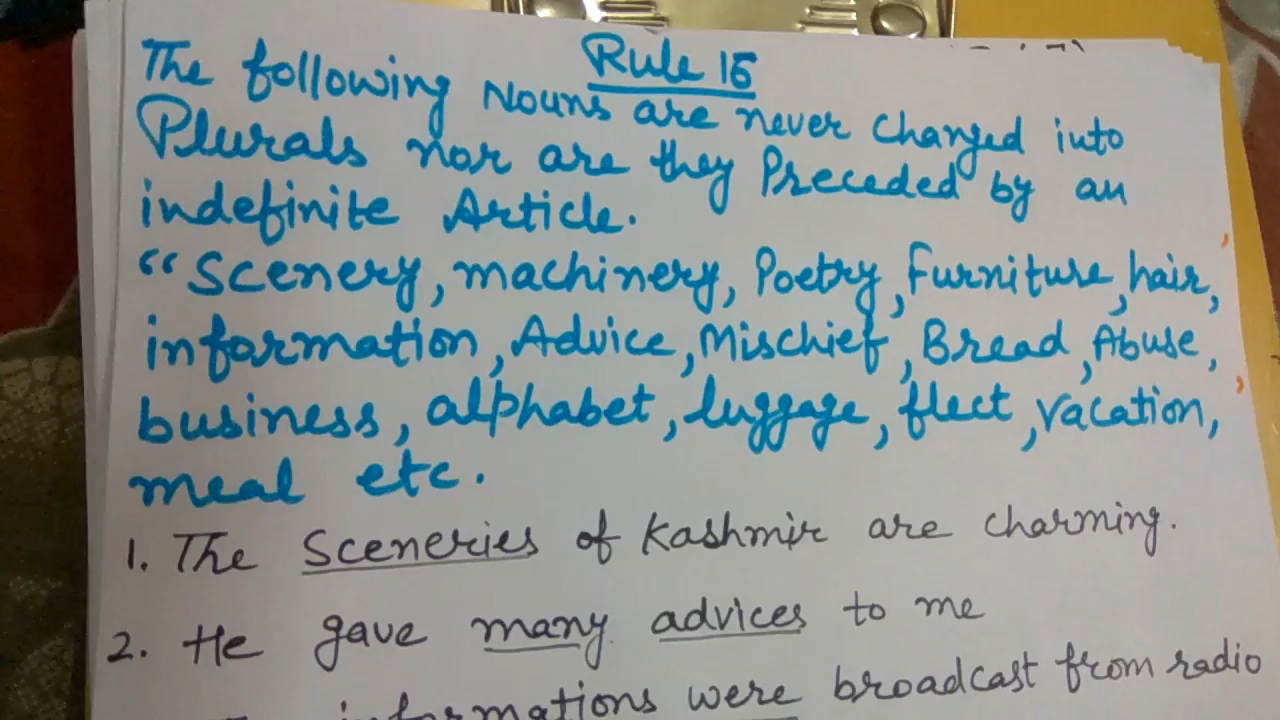 Rule 15
The following Nouns are never changed into
Plurals nor are they Preceded by an
indefinite Article.
“Scenery, machinery, Poetry, Furniture, hair,
information, Advice, Mischief, Bread, Abuse,
business, alphabet, luggage, flect, vacation,
meal etc.
1. The Sceneries of Kashmir are charming.
2. He gave many advices to me
informations were broadcast from radio